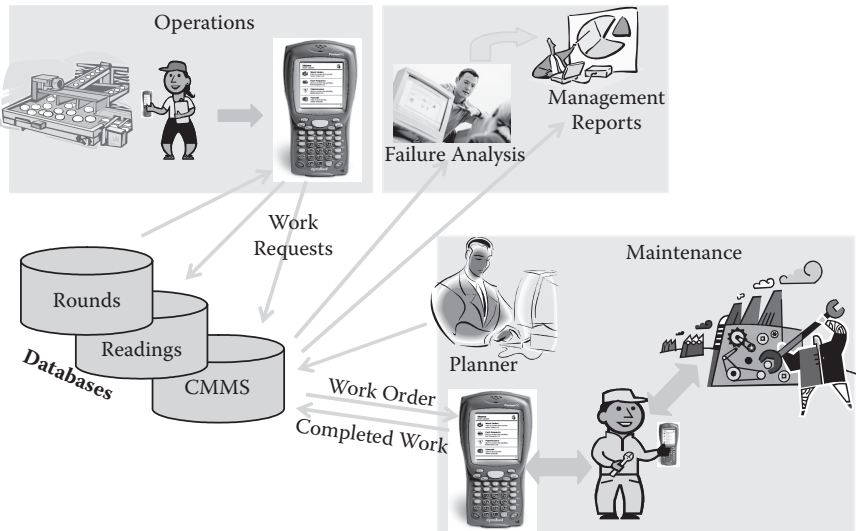 Operations
Management
Reports
Failure Analysis
Work
Requests
Maintenance
Rounds
Readings
Databases
CMMS
Planner
Work Order
Completed Work